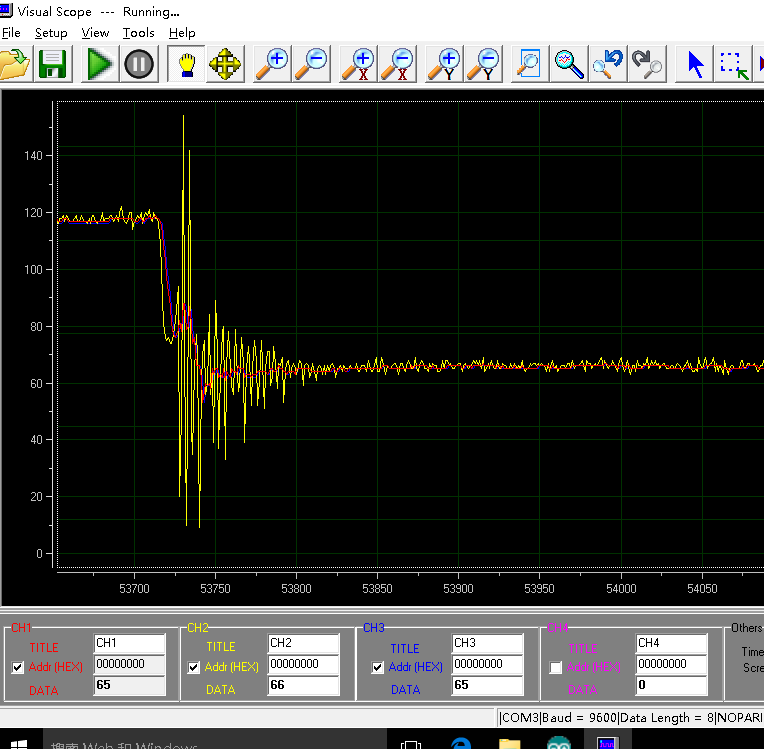 Visual Scope --- Running...
File Setup View Tools Help
X X Y Y
140
120
100
80
60
40
20
0
53700 53750 53800 53850 53900 53950 54000 54050
CH1 CH2 CH3 CH4 Others
TITLE CH1 TITLE CH2 TITLE CH3 TITLE CH4
Addr (HEX) 00000000 Addr (HEX) 00000000 Addr (HEX) 00000000 Addr (HEX) 00000000
DATA 65 DATA 66 DATA 65 DATA 0
Time
Scre
|COM3|Baud = 9600|Data Length = 8|NOPARI
搜索 Web 和 Windows